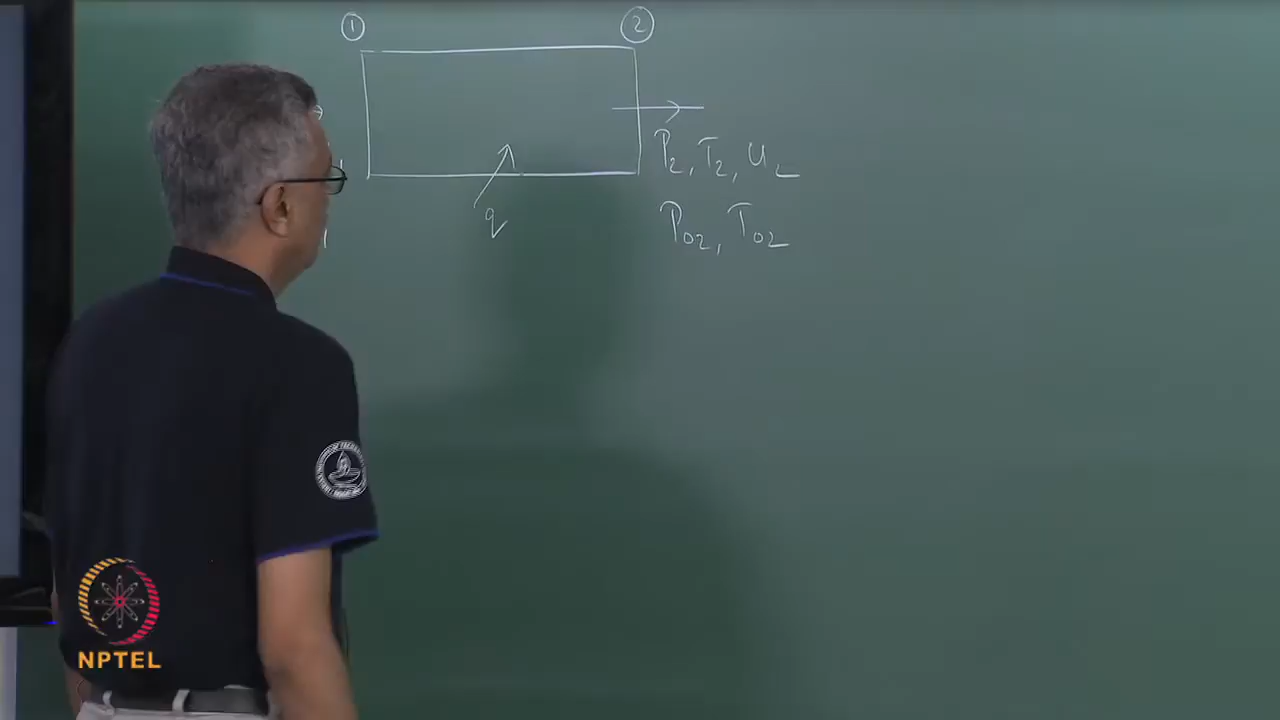 ① ②
P₂, T₂, u₂
P₀₂, T₀₂
q
NPTEL